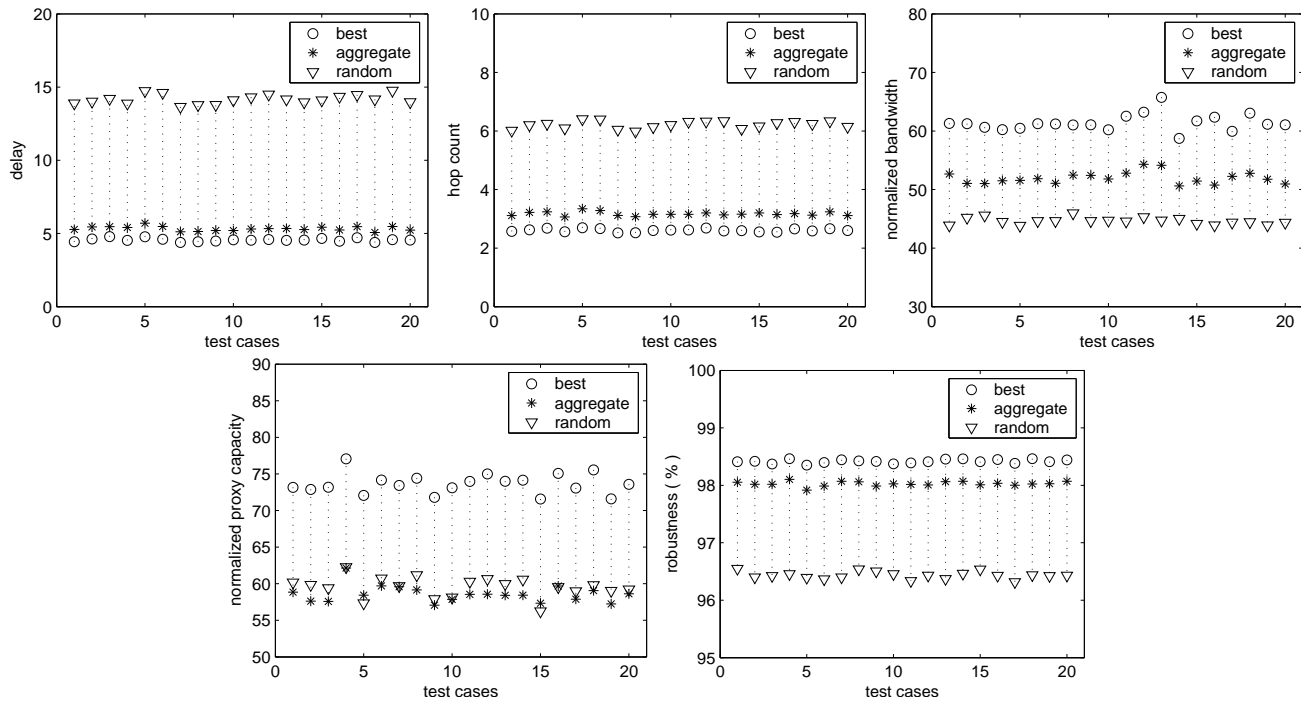 20
15
10
5
0
delay
0
5
10
15
20
test cases
best
aggregate
random
10
8
6
4
2
0
hop count
0
5
10
15
20
test cases
best
aggregate
random
80
70
60
50
40
30
normalized bandwidth
0
5
10
15
20
test cases
best
aggregate
random
90
85
80
75
70
65
60
55
50
normalized proxy capacity
0
5
10
15
20
test cases
best
aggregate
random
100
99
98
97
96
95
robustness ( % )
0
5
10
15
20
test cases
best
aggregate
random